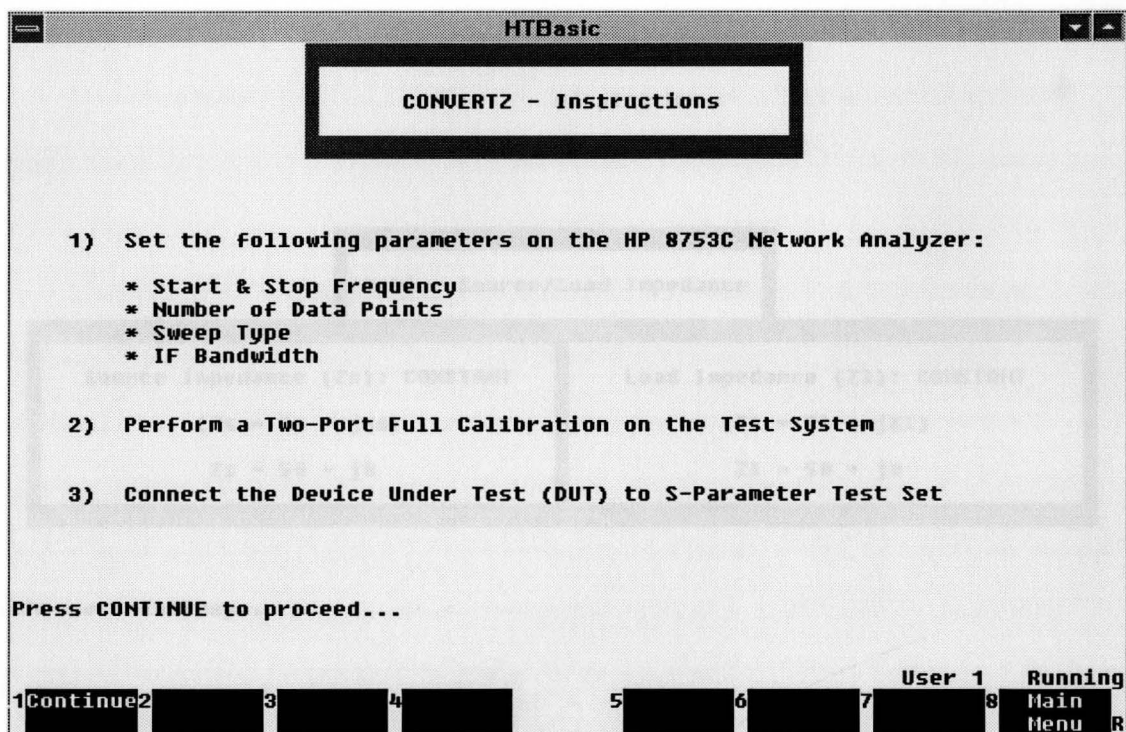 HTBasic
CONVERTZ - Instructions
1) Set the following parameters on the HP 8753C Network Analyzer:
* Start & Stop Frequency
* Number of Data Points
* Sweep Type
* IF Bandwidth
2) Perform a Two-Port Full Calibration on the Test System
3) Connect the Device Under Test (DUT) to S-Parameter Test Set
Press CONTINUE to proceed...
User 1 Running
1 Continue 2 3 4 5 6 7 8 Main
Menu R